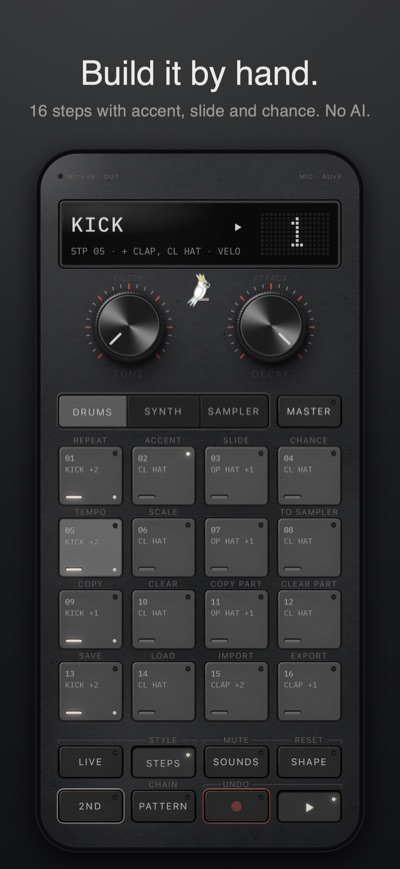 Build it by hand.
16 steps with accent, slide and chance. No AI.
MIDI IN · OUT
MIC · AUv3
KICK
1
STP 05 · + CLAP, CL HAT · VELO
FILTER
ATTACK
TONE
DECAY
DRUMS
SYNTH
SAMPLER
MASTER
REPEAT
ACCENT
SLIDE
CHANCE
01
KICK +2
02
CL HAT
03
OP HAT +1
04
CL HAT
TEMPO
SCALE
TO SAMPLER
05
KICK +2
06
CL HAT
07
OP HAT +1
08
CL HAT
COPY
CLEAR
COPY PART
CLEAR PART
09
KICK +1
10
CL HAT
11
OP HAT +1
12
CL HAT
SAVE
LOAD
IMPORT
EXPORT
13
KICK +2
14
CL HAT
15
CLAP +2
16
CLAP +1
STYLE
MUTE
RESET
LIVE
STEPS
SOUNDS
SHAPE
CHAIN
UNDO
2ND
PATTERN